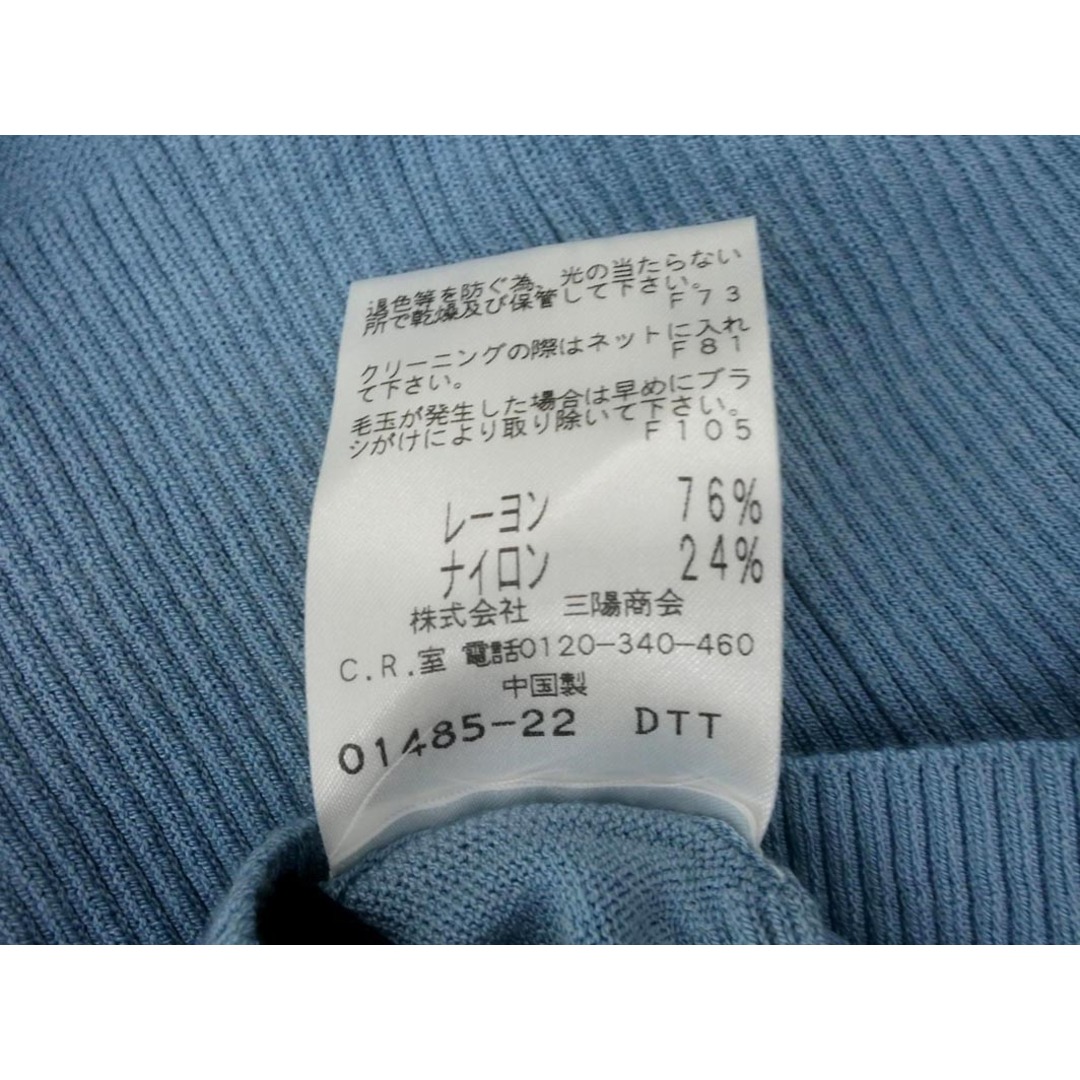 退色等を防ぐ為、光の当たらない
所で乾燥及び保管して下さい。
F73
クリーニングの際はネットに入れ
て下さい。 F81
毛玉が発生した場合は早めにブラ
シがけにより取り除いて下さい。
F105
レーヨン 76%
ナイロン 24%
株式会社 三陽商会
C.R.室 電話0120-340-460
中国製
01485-22 DTT